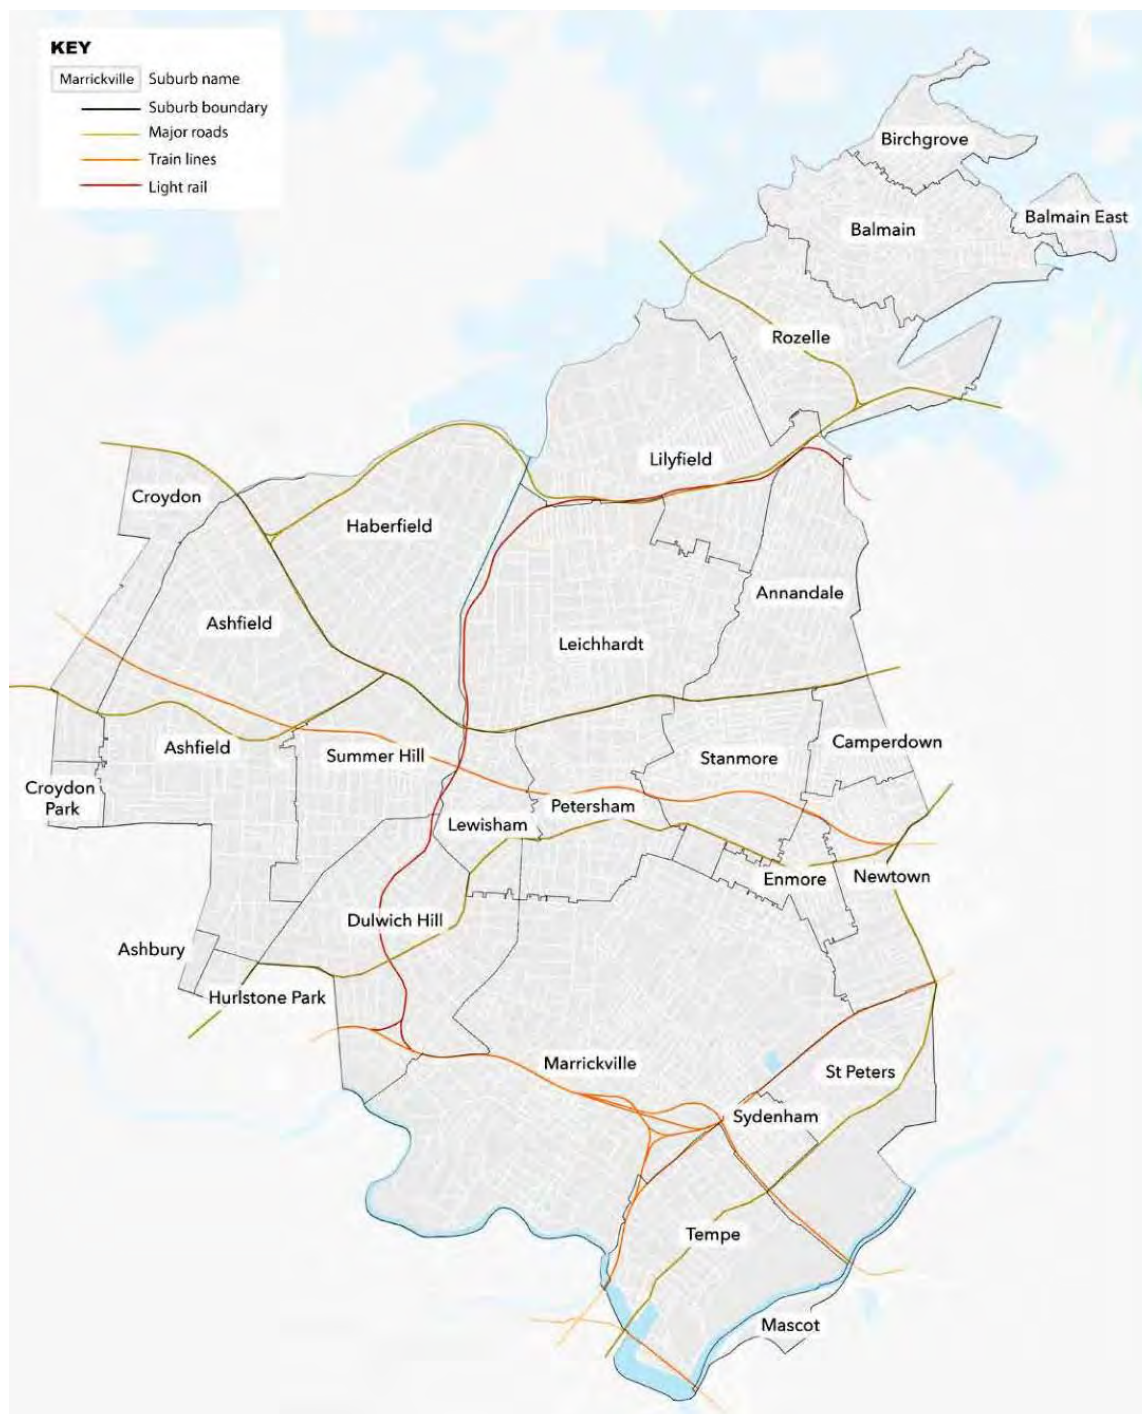 KEY
Marrickville Suburb name
Suburb boundary
Major roads
Train lines
Light rail
Birchgrove
Balmain East
Balmain
Rozelle
Lilyfield
Croydon
Haberfield
Annandale
Ashfield
Leichhardt
Camperdown
Ashfield
Summer Hill
Stanmore
Croydon
Park
Petersham
Lewisham
Enmore
Newtown
Dulwich Hill
Ashbury
Hurlstone Park
Marrickville
St Peters
Sydenham
Tempe
Mascot